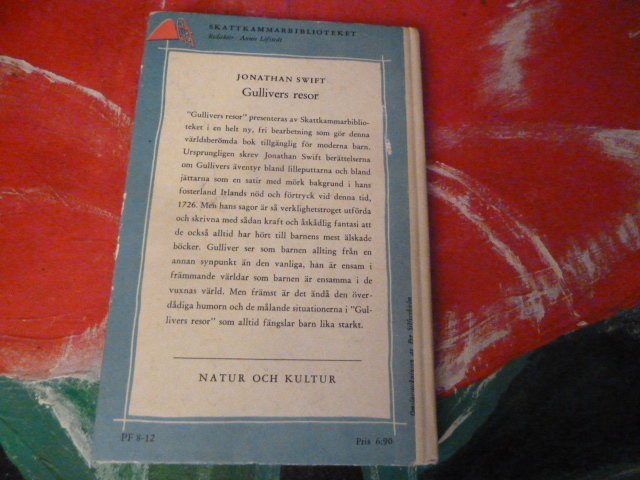 SKATTKAMMARBIBLIOTEKET
Redaktör: Annie Löfstedt
JONATHAN SWIFT
Gullivers resor
"Gullivers resor" presenteras av Skattkammarbiblio-
teket i en helt ny, fri bearbetning som gör denna
världsberömda bok tillgänglig för moderna barn.
Ursprungligen skrev Jonathan Swift berättelserna
om Gullivers äventyr bland lilleputtarna och bland
jättarna som en satir med mörk bakgrund i hans
fosterland Irlands nöd och förtryck vid denna tid,
1726. Men hans sagor är så verklighetstroget utförda
och skrivna med sådan kraft och åskådlig fantasi att
de också alltid har hört till barnens mest älskade
böcker. Gulliver ser som barnen allting från en
annan synpunkt än den vanliga, han är ensam i
främmande världar som barnen är ensamma i de
vuxnas värld. Men främst är det ändå den över-
dådiga humorn och de målande situationerna i "Gul-
livers resor" som alltid fängslar barn lika starkt.
NATUR OCH KULTUR
PF 8-12
Pris 6:90